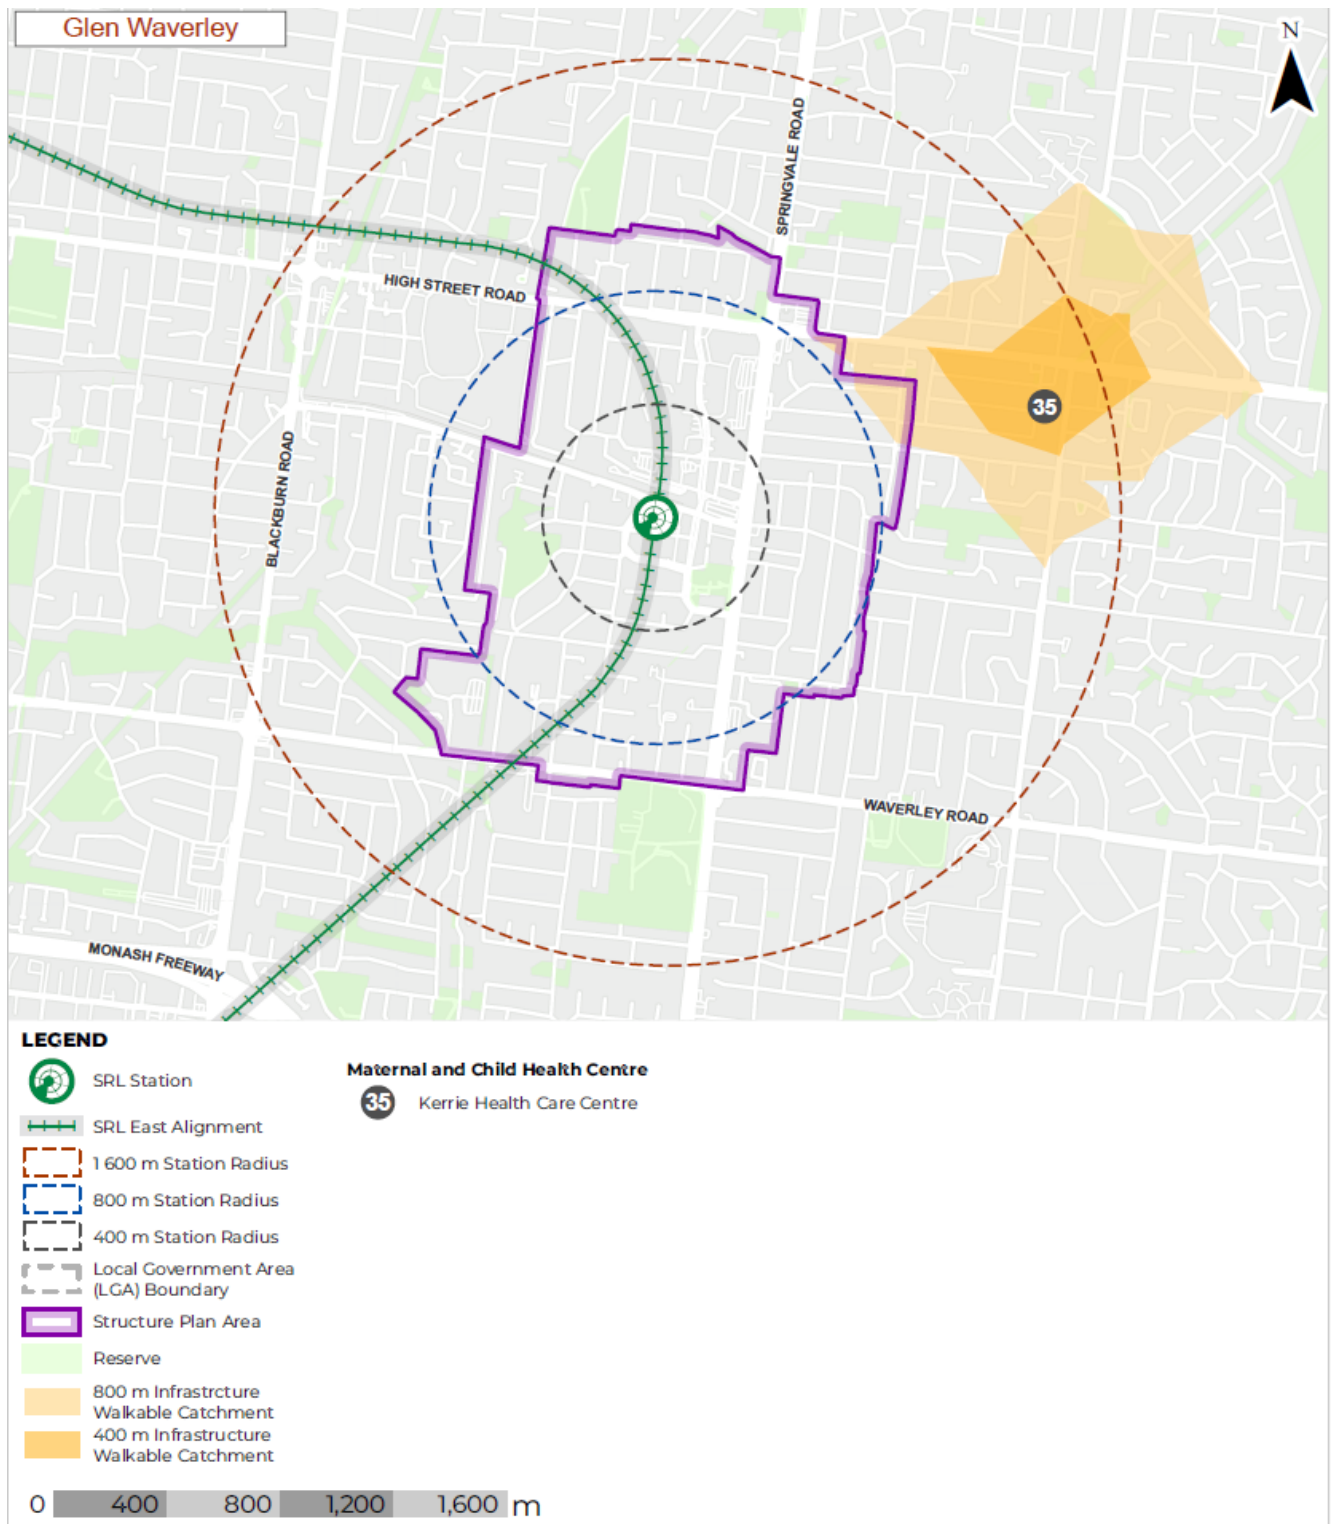 Glen Waverley
N
SPRINGVALE ROAD
HIGH STREET ROAD
35
BLACKBURN ROAD
WAVERLEY ROAD
MONASH FREEWAY
LEGEND
SRL Station
SRL East Alignment
1 600 m Station Radius
800 m Station Radius
400 m Station Radius
Local Government Area
(LGA) Boundary
Structure Plan Area
Reserve
800 m Infrastrcture
Walkable Catchment
400 m Infrastructure
Walkable Catchment
Maternal and Child Health Centre
35 Kerrie Health Care Centre
0 400 800 1,200 1,600 m